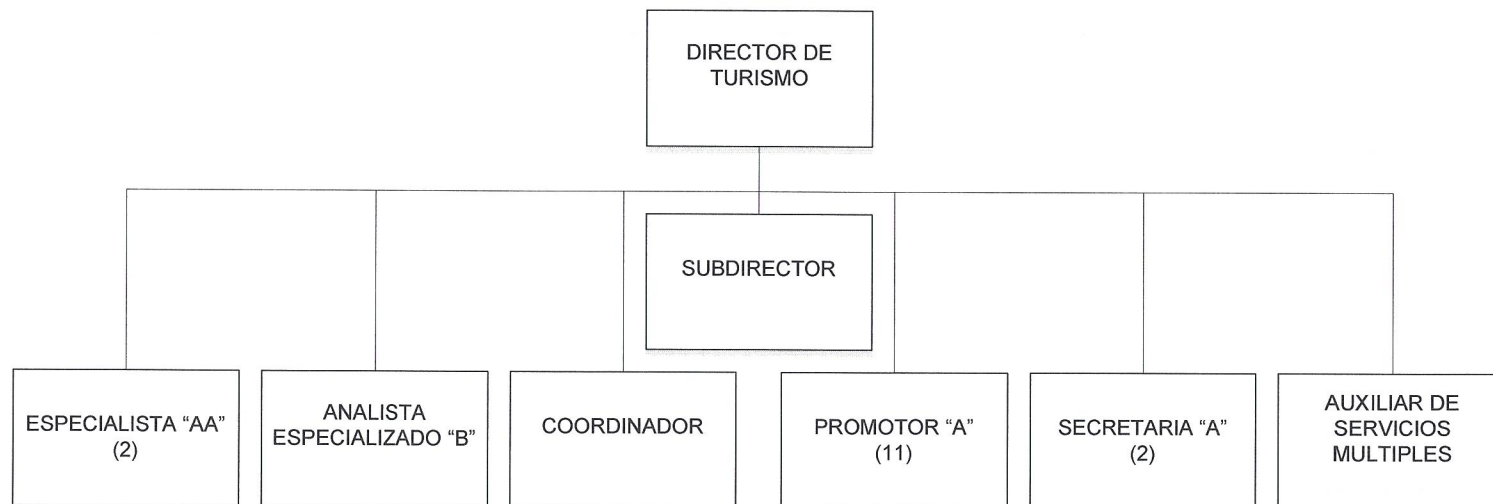 DIRECTOR DE
TURISMO
SUBDIRECTOR
ESPECIALISTA “AA”
(2)
ANALISTA
ESPECIALIZADO “B”
COORDINADOR
PROMOTOR “A”
(11)
SECRETARIA “A”
(2)
AUXILIAR DE
SERVICIOS
MULTIPLES